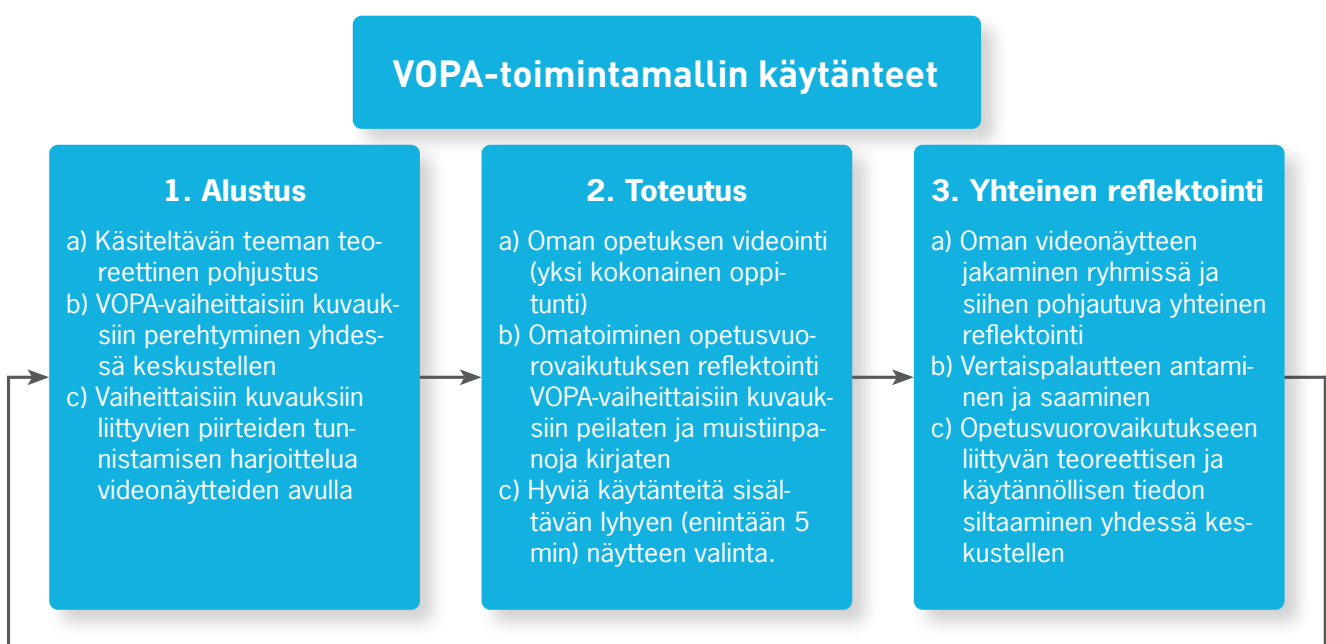 VOPA-toimintamallin käytänteet
1. Alustus
a) Käsiteltävän teeman teo-
reettinen pohjustus
b) VOPA-vaiheittaisiin kuvauk-
siin perehtyminen yhdes-
sä keskustellen
c) Vaiheittaisiin kuvauksiin
liittyvien piirteiden tun-
nistamisen harjoittelua
videonäytteiden avulla
2. Toteutus
a) Oman opetuksen videointi
(yksi kokonainen oppi-
tunti)
b) Omatoiminen opetusvuo-
rovaikutuksen reflektointi
VOPA-vaiheittaisiin kuvauk-
siin peilaten ja muistiinpa-
noja kirjaten
c) Hyviä käytänteitä sisäl-
tävän lyhyen (enintään 5
min) näytteen valinta.
3. Yhteinen reflektointi
a) Oman videonäytteen
jakaminen ryhmissä ja
siihen pohjautuva yhteinen
reflektointi
b) Vertaispalautteen antami-
nen ja saaminen
c) Opetusvuorovaikutukseen
liittyvän teoreettisen ja
käytännöllisen tiedon
siltaaminen yhdessä kes-
kustellen